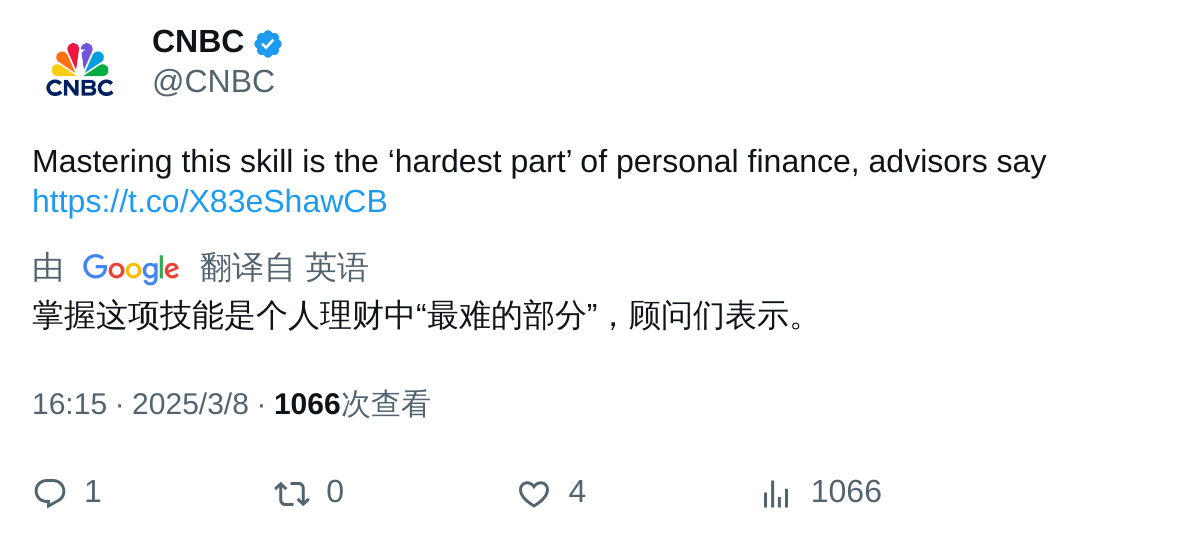 CNBC
CNBC
@CNBC
Mastering this skill is the ‘hardest part’ of personal finance, advisors say
https://t.co/X83eShawCB
由 Google 翻译自 英语
掌握这项技能是个人理财中“最难的部分”，顾问们表示。
16:15 · 2025/3/8 · 1066次查看
1 0 4 1066